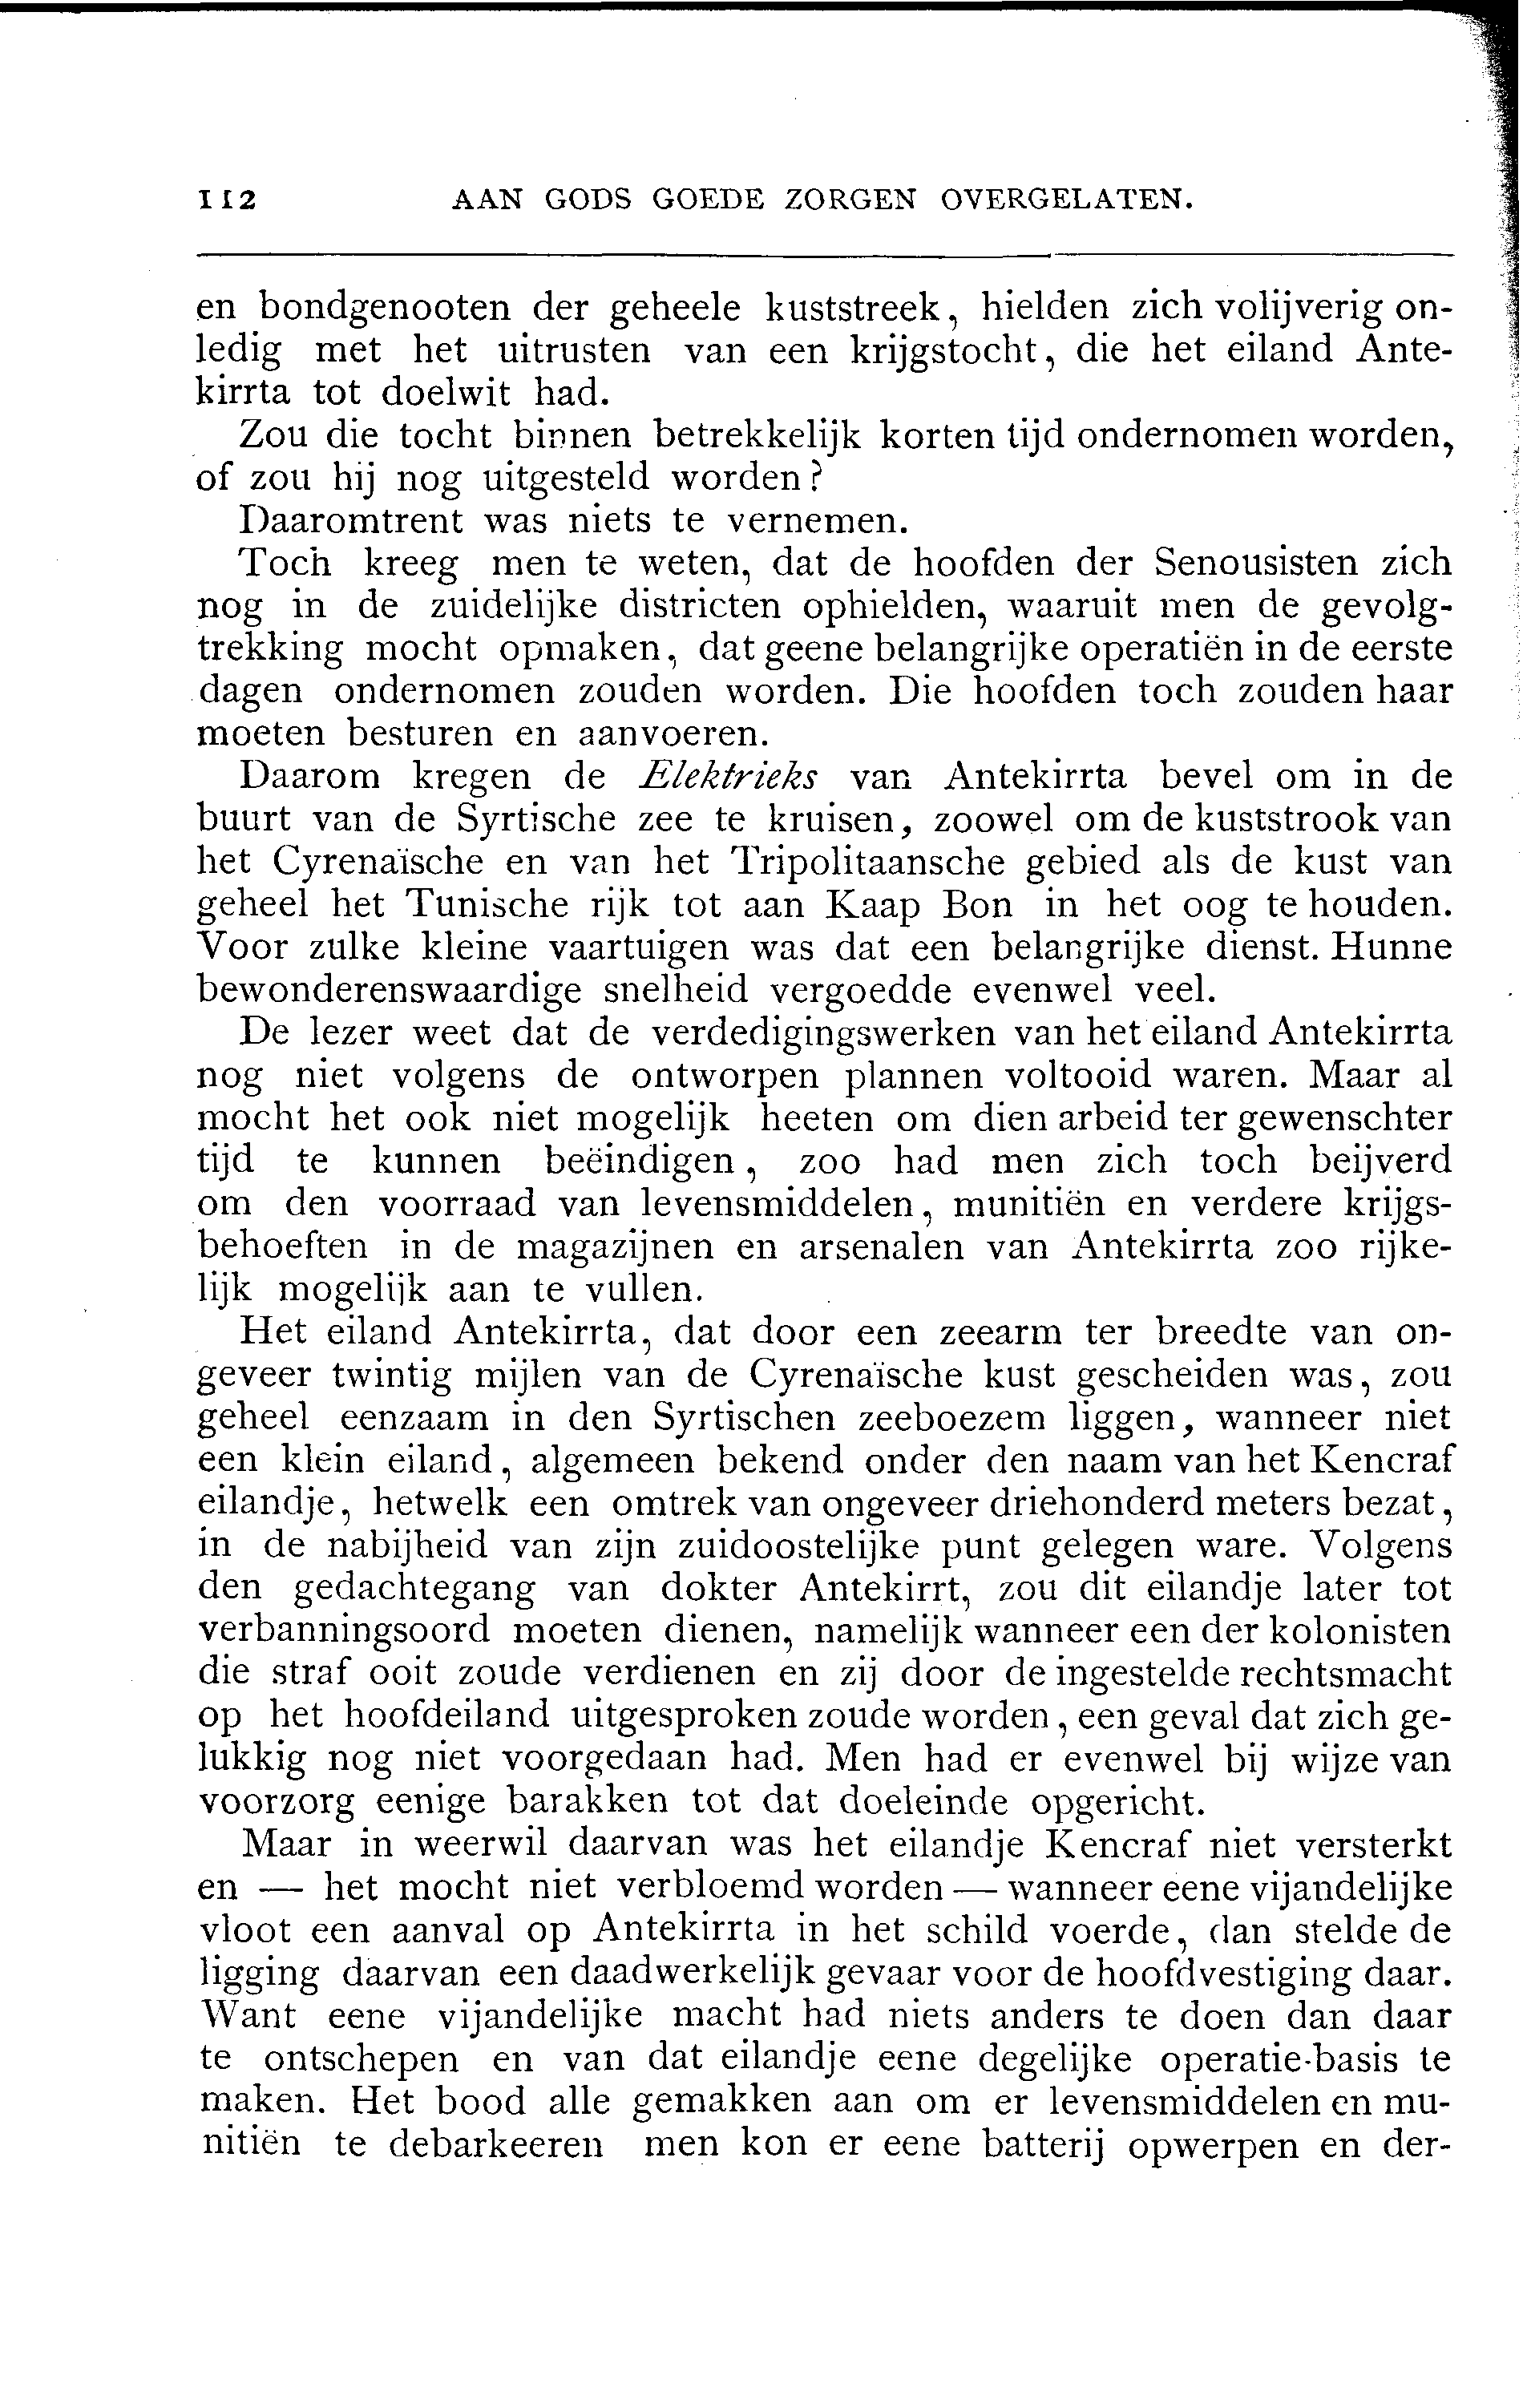 112 AAN GODS GOEDE ZORGEN OVERGELATEN.
en bondgenooten der geheele kuststreek, hielden zich volijverig on-
ledig met het uitrusten van een krijgstocht, die het eiland Ante-
kirrta tot doelwit had.
Zou die tocht binnen betrekkelijk korten tijd ondernomen worden,
of zou hij nog uitgesteld worden?
Daaromtrent was niets te vernemen.
Toch kreeg men te weten, dat de hoofden der Senousisten zich
nog in de zuidelijke districten ophielden, waaruit men de gevolg-
trekking mocht opmaken, dat geene belangrijke operatiën in de eerste
dagen ondernomen zouden worden. Die hoofden toch zouden haar
moeten besturen en aanvoeren.
Daarom kregen de Elektrieks van Antekirrta bevel om in de
buurt van de Syrtische zee te kruisen, zoowel om de kuststrook van
het Cyrenaïsche en van het Tripolitaansche gebied als de kust van
geheel het Tunische rijk tot aan Kaap Bon in het oog te houden.
Voor zulke kleine vaartuigen was dat een belangrijke dienst. Hunne
bewonderenswaardige snelheid vergoedde evenwel veel.
De lezer weet dat de verdedigingswerken van het eiland Antekirrta
nog niet volgens de ontworpen plannen voltooid waren. Maar al
mocht het ook niet mogelijk heeten om dien arbeid ter gewenschter
tijd te kunnen beëindigen, zoo had men zich toch beijverd
om den voorraad van levensmiddelen, munitiën en verdere krijgs-
behoeften in de magazijnen en arsenalen van Antekirrta zoo rijke-
lijk mogelijk aan te vullen.
Het eiland Antekirrta, dat door een zeearm ter breedte van on-
geveer twintig mijlen van de Cyrenaïsche kust gescheiden was, zou
geheel eenzaam in den Syrtischen zeeboezem liggen, wanneer niet
een klein eiland, algemeen bekend onder den naam van het Kencraf
eilandje, hetwelk een omtrek van ongeveer driehonderd meters bezat,
in de nabijheid van zijn zuidoostelijke punt gelegen ware. Volgens
den gedachtegang van dokter Antekirrt, zou dit eilandje later tot
verbanningsoord moeten dienen, namelijk wanneer een der kolonisten
die straf ooit zoude verdienen en zij door de ingestelde rechtsmacht
op het hoofdeiland uitgesproken zoude worden, een geval dat zich ge-
lukkig nog niet voorgedaan had. Men had er evenwel bij wijze van
voorzorg eenige barakken tot dat doeleinde opgericht.
Maar in weerwil daarvan was het eilandje Kencraf niet versterkt
en — het mocht niet verbloemd worden — wanneer eene vijandelijke
vloot een aanval op Antekirrta in het schild voerde, dan stelde de
ligging daarvan een daadwerkelijk gevaar voor de hoofdvestiging daar.
Want eene vijandelijke macht had niets anders te doen dan daar
te ontschepen en van dat eilandje eene degelijke operatie-basis te
maken. Het bood alle gemakken aan om er levensmiddelen en mu-
nitiën te debarkeeren men kon er eene batterij opwerpen en der-